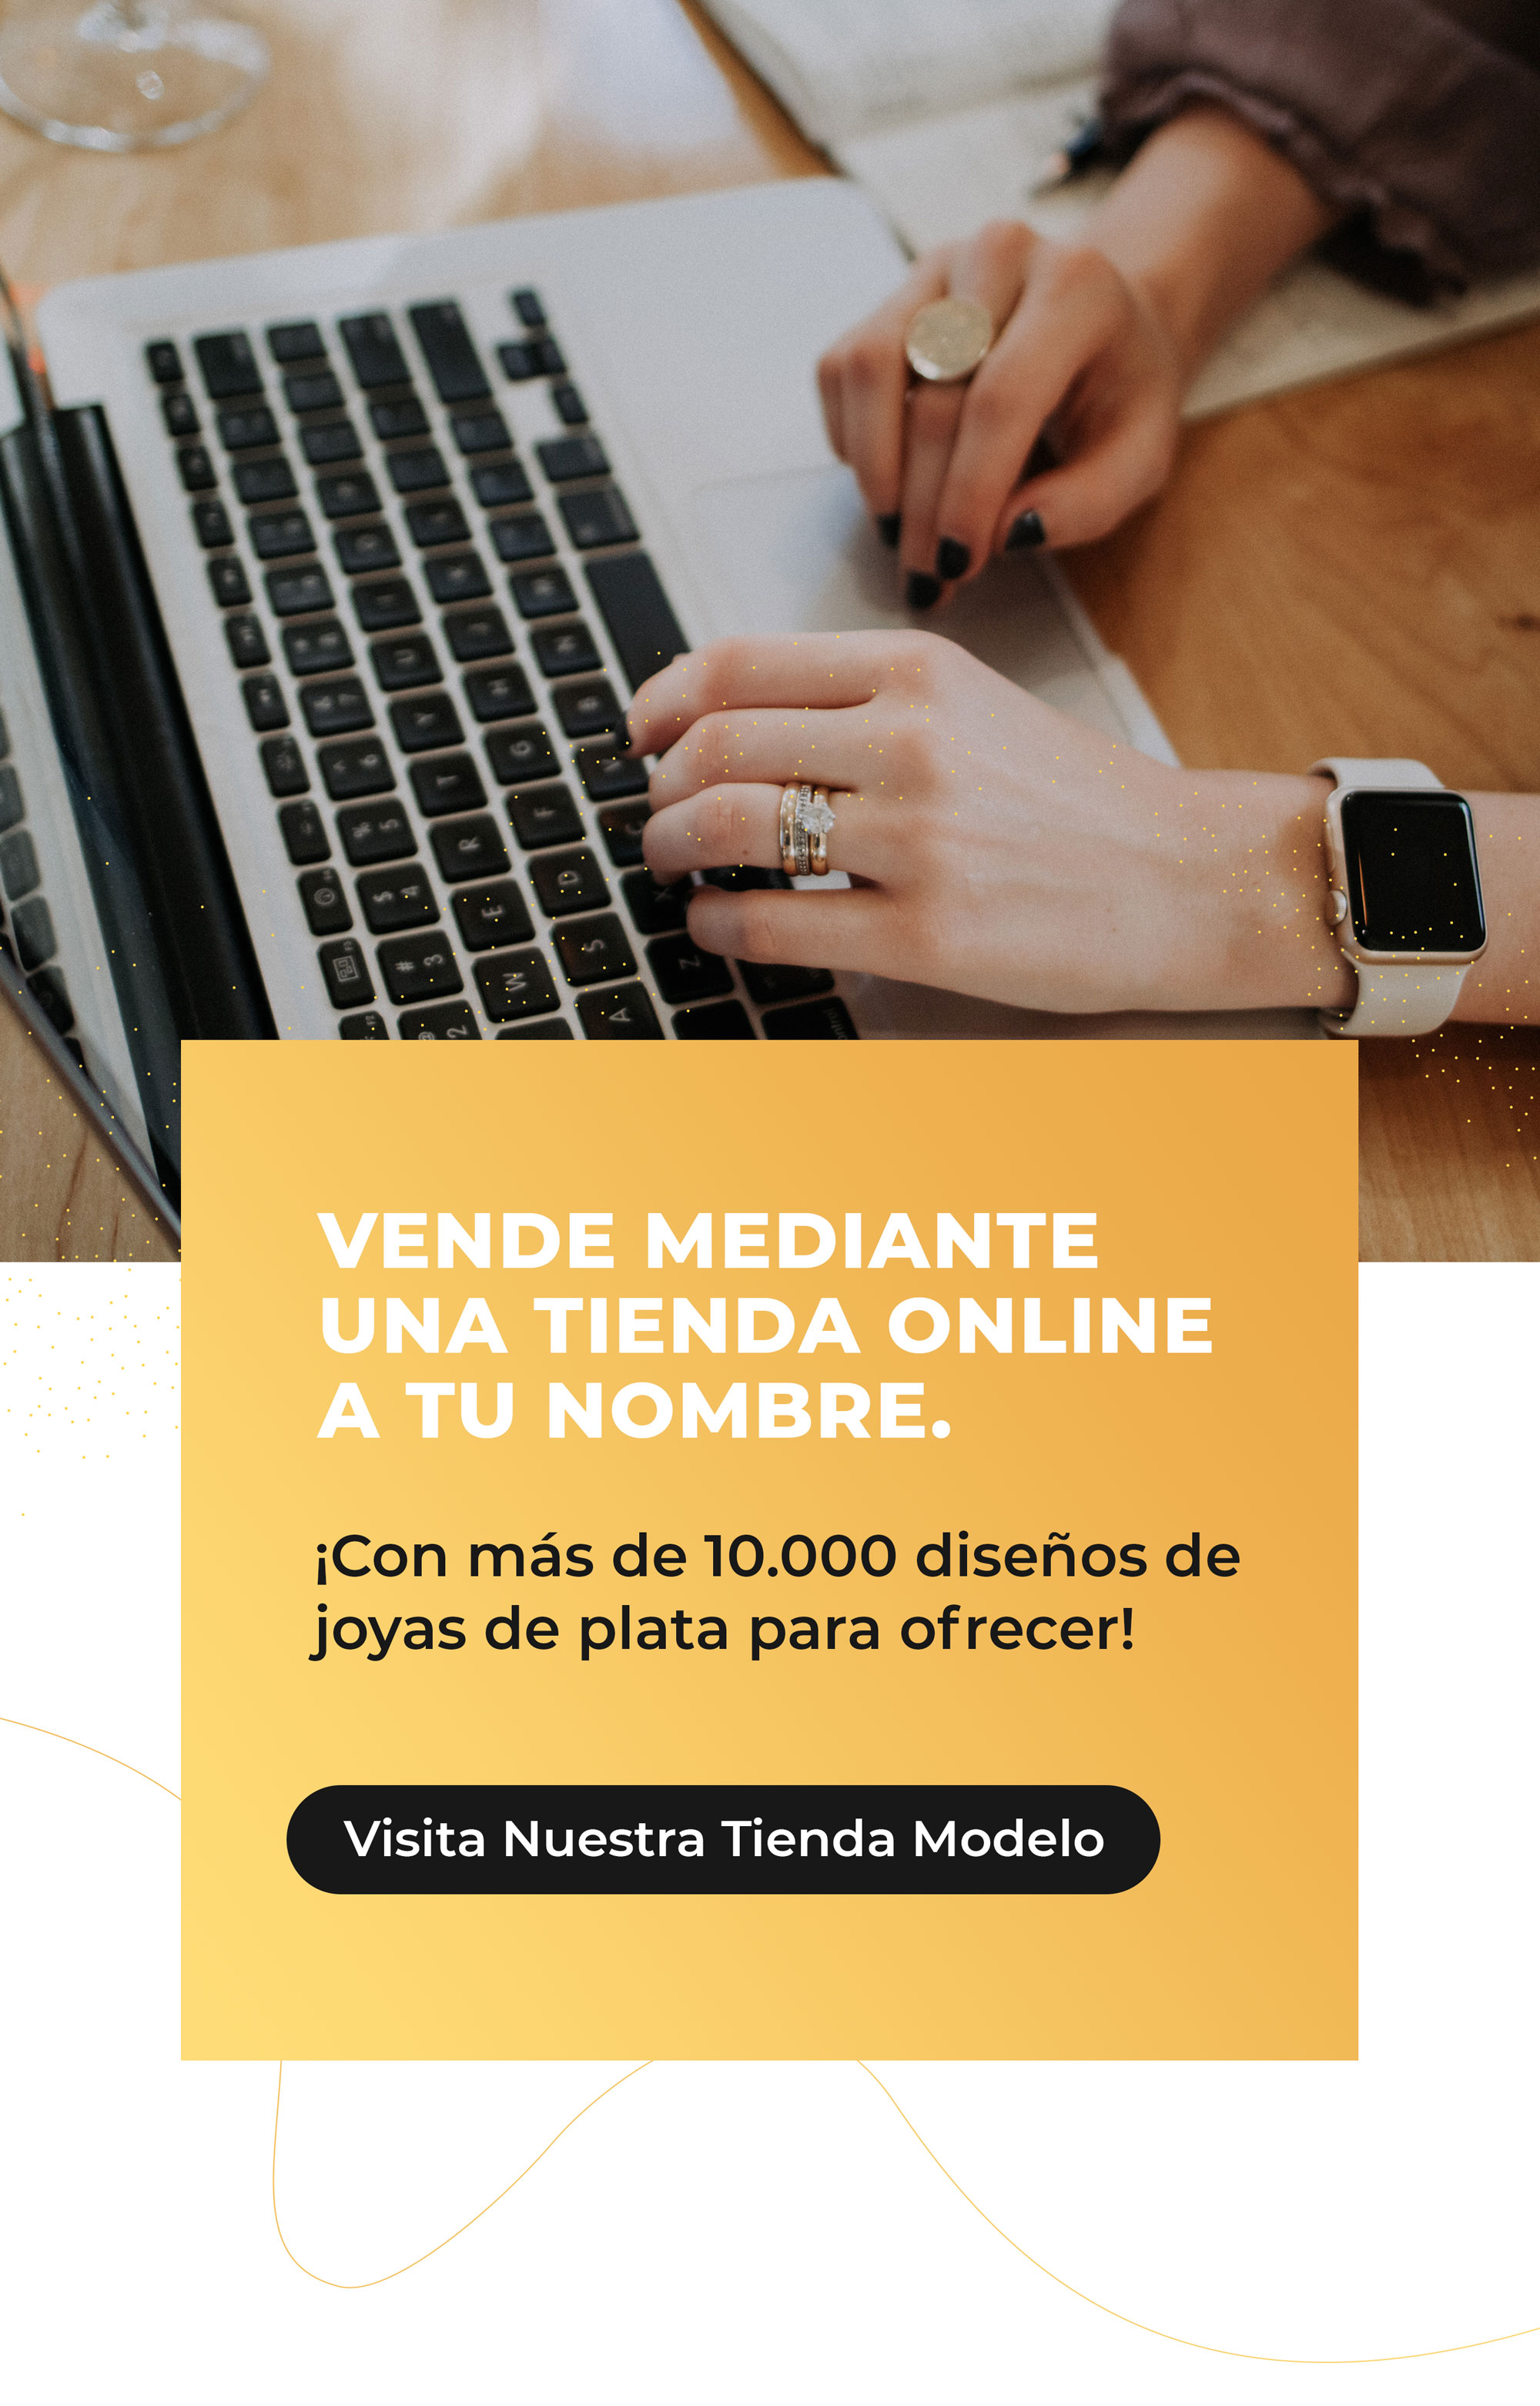 VENDE MEDIANTE
UNA TIENDA ONLINE
A TU NOMBRE.
¡Con más de 10.000 diseños de
joyas de plata para ofrecer!
Visita Nuestra Tienda Modelo